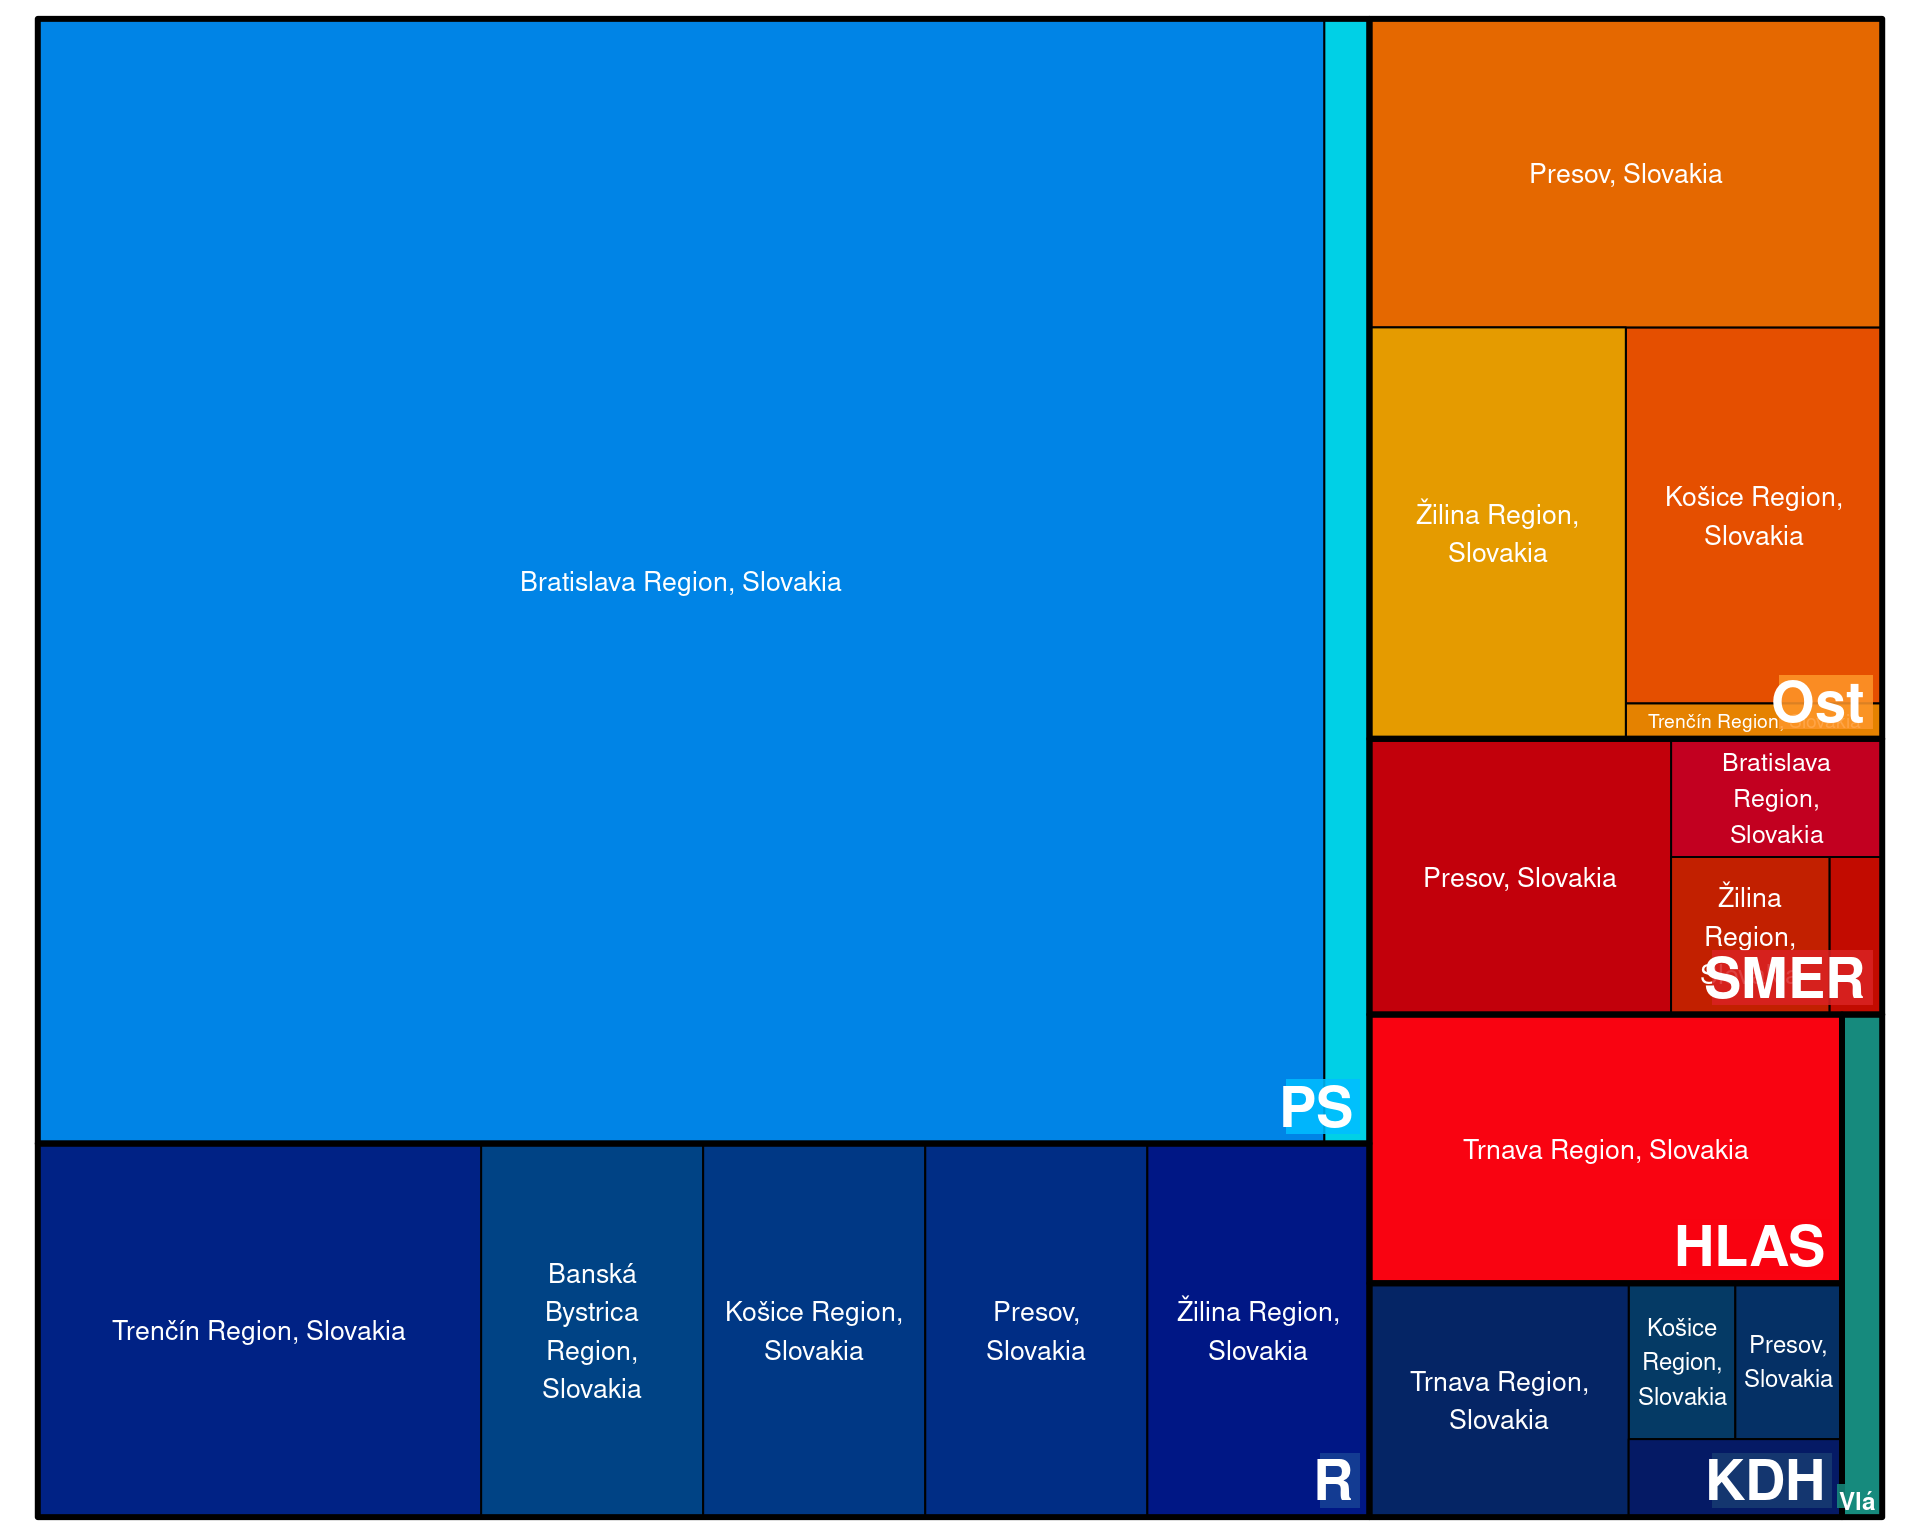 Bratislava Region, Slovakia
PS
Trenčín Region, Slovakia
Banská
Bystrica
Region,
Slovakia
Košice Region,
Slovakia
Presov,
Slovakia
Žilina Region,
Slovakia
R
Presov, Slovakia
Žilina Region,
Slovakia
Košice Region,
Slovakia
Trenčín Region, Slovakia
Ost
Presov, Slovakia
Bratislava
Region,
Slovakia
Žilina
Region,
SMER
Trnava Region, Slovakia
HLAS
Trnava Region,
Slovakia
Košice
Region,
Slovakia
Presov,
Slovakia
KDH
Vlá